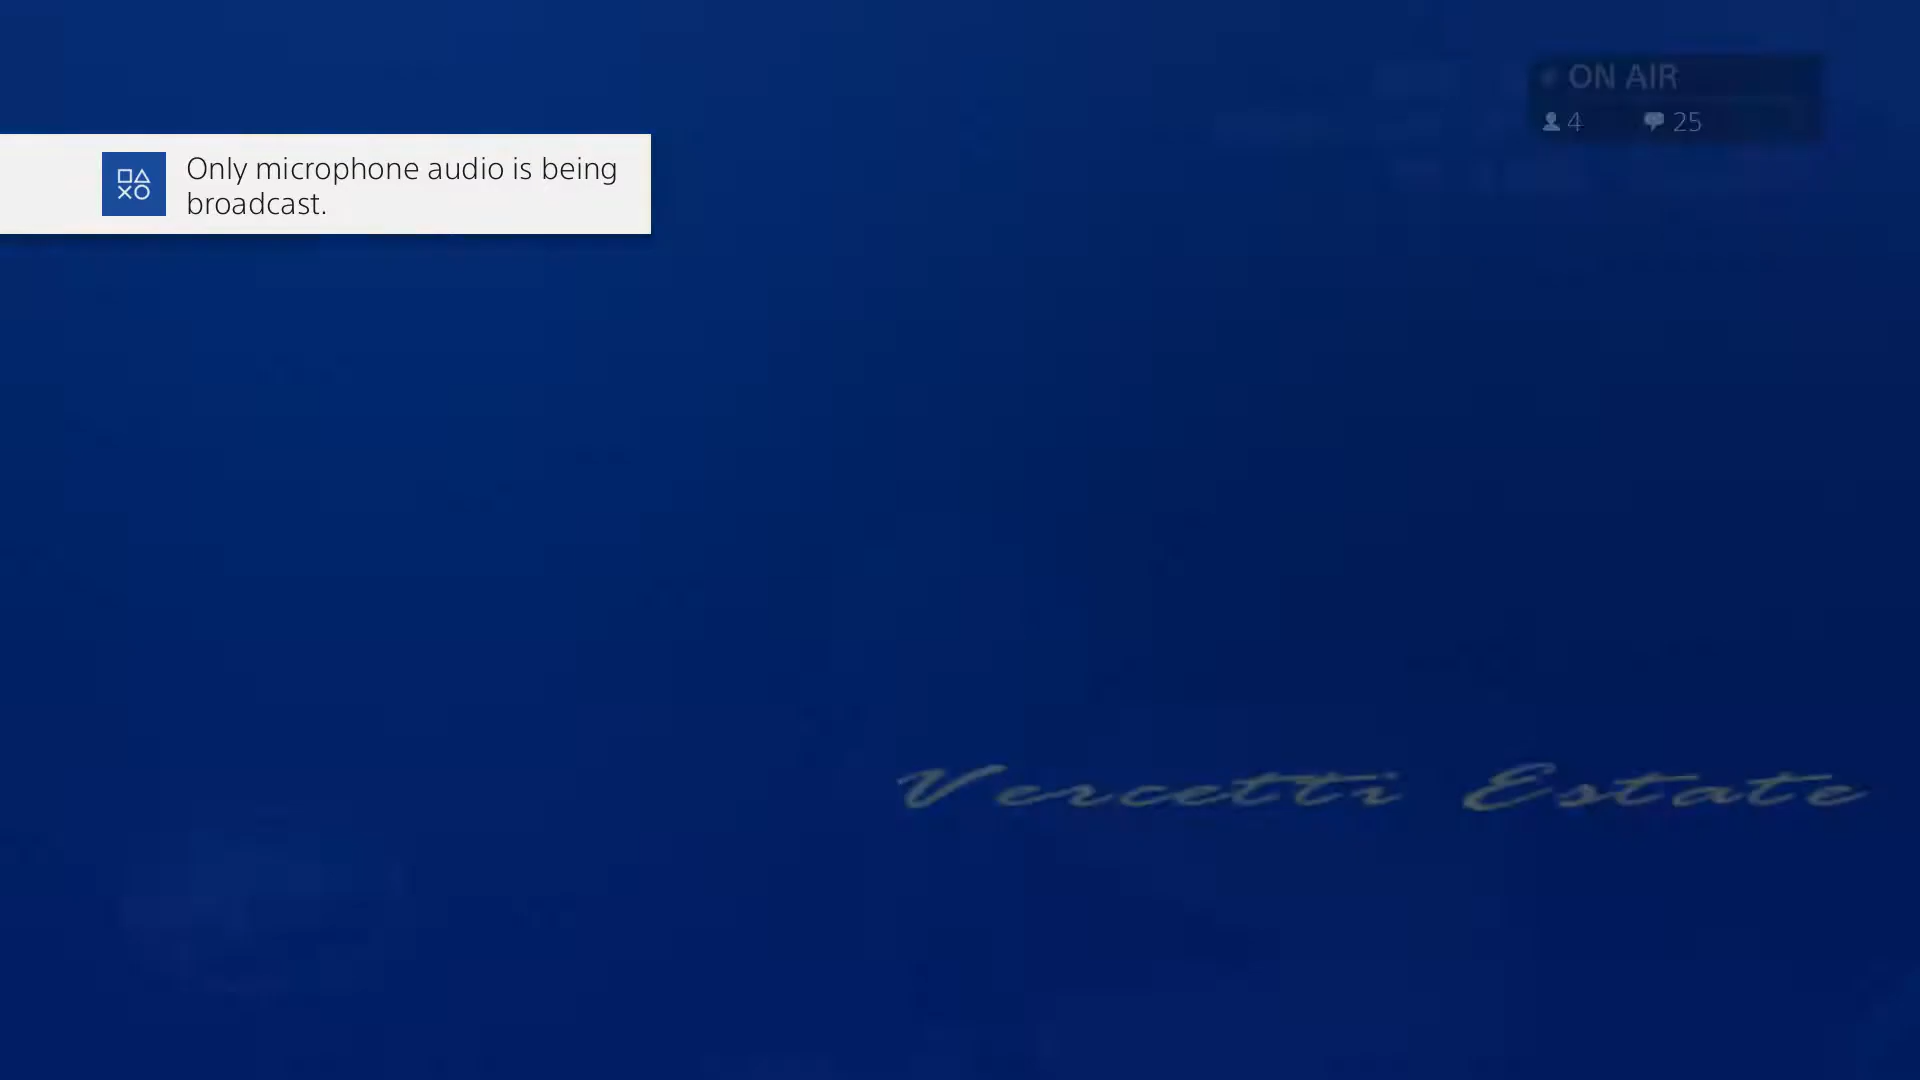 ON AIR
4 25
Only microphone audio is being
broadcast.
Vercetti Estate